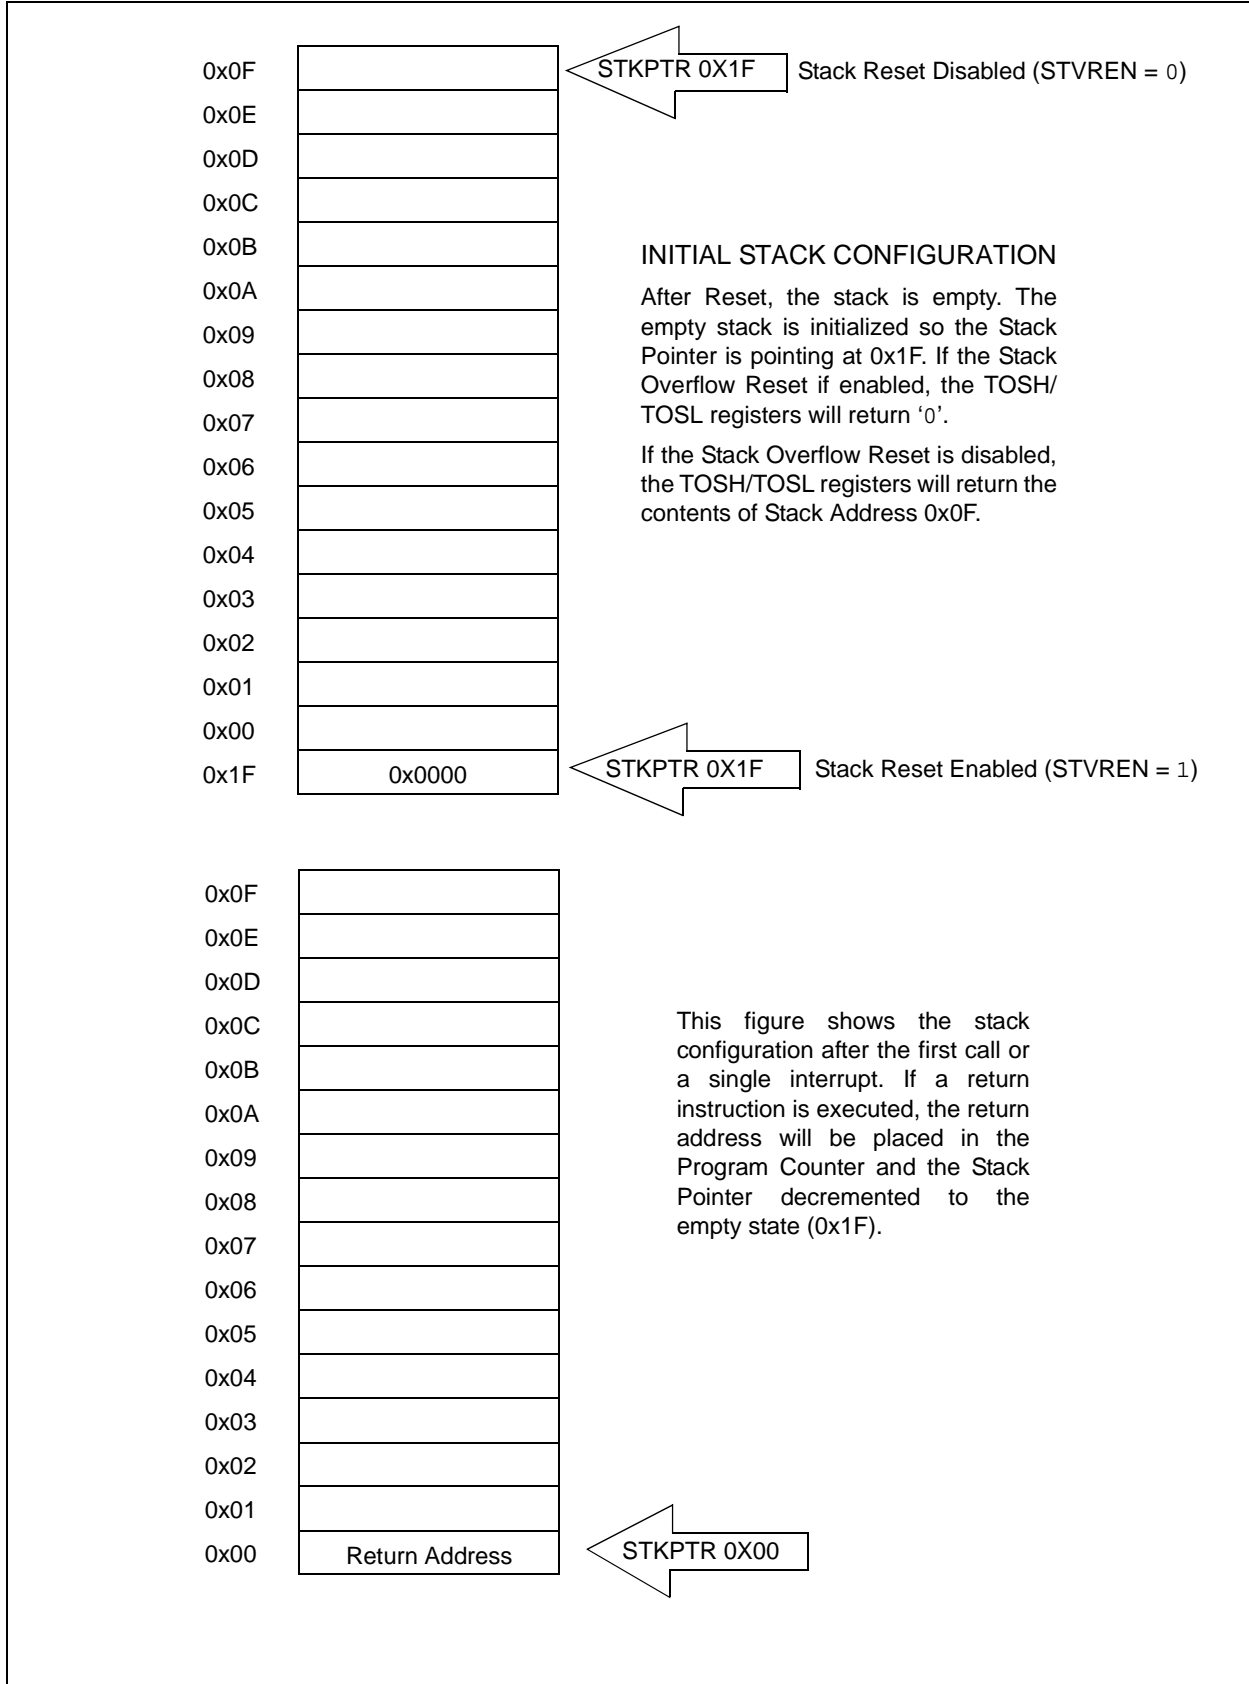 0x0F
STKPTR 0X1F
Stack Reset Disabled (STVREN = 0)
0x0E
0x0D
0x0C
0x0B
0x0A
0x09
0x08
0x07
0x06
0x05
0x04
0x03
0x02
0x01
0x00
0x1F
0x0000
STKPTR 0X1F
Stack Reset Enabled (STVREN = 1)
INITIAL STACK CONFIGURATION
After Reset, the stack is empty. The
empty stack is initialized so the Stack
Pointer is pointing at 0x1F. If the Stack
Overflow Reset if enabled, the TOSH/
TOSL registers will return ‘0’.
If the Stack Overflow Reset is disabled,
the TOSH/TOSL registers will return the
contents of Stack Address 0x0F.
0x0F
0x0E
0x0D
0x0C
0x0B
0x0A
0x09
0x08
0x07
0x06
0x05
0x04
0x03
0x02
0x01
0x00
Return Address
STKPTR 0X00
This figure shows the stack
configuration after the first call or
a single interrupt. If a return
instruction is executed, the return
address will be placed in the
Program Counter and the Stack
Pointer decremented to the
empty state (0x1F).